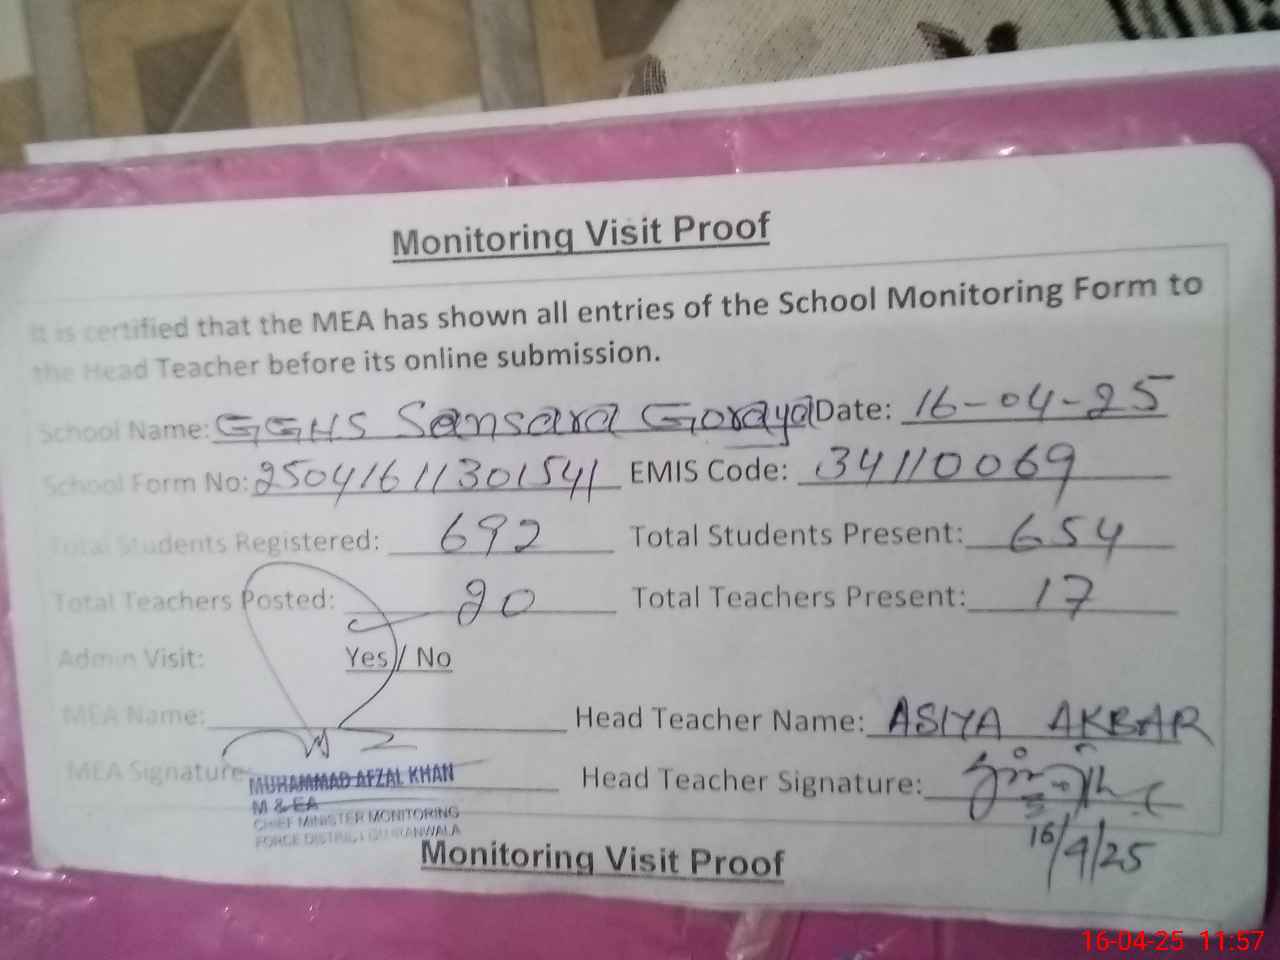 Monitoring Visit Proof
It is certified that the MEA has shown all entries of the School Monitoring Form to
the Head Teacher before its online submission.
School Name: GGHS Sansara Goraya Date: 16-04-25
School Form No: 25041611301541 EMIS Code: 34110069
Total Students Registered: 692 Total Students Present: 654
Total Teachers Posted: 20 Total Teachers Present: 17
Admin Visit: Yes / No
MEA Name: Head Teacher Name: ASIYA AKBAR
MEA Signature: Head Teacher Signature:
MUHAMMAD AFZAL KHAN
M & EA
CHIEF MINISTER MONITORING
FORCE DISTRICT GUJRANWALA
16/4/25
Monitoring Visit Proof
16-04-25 11:57